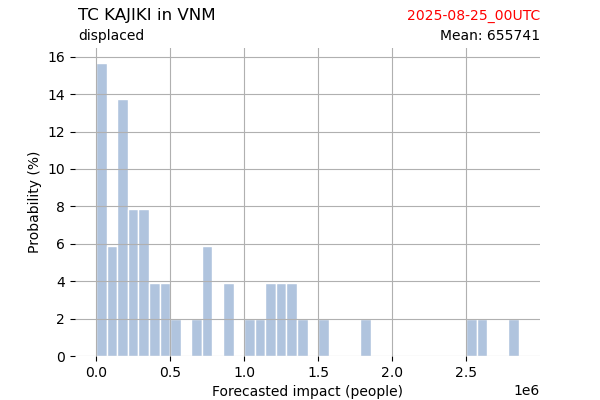 TC KAJIKI in VNM
2025-08-25_00UTC
displaced
Mean: 655741
16
14
12
10
8
6
4
2
0
Probability (%)
0.0 0.5 1.0 1.5 2.0 2.5
1e6
Forecasted impact (people)